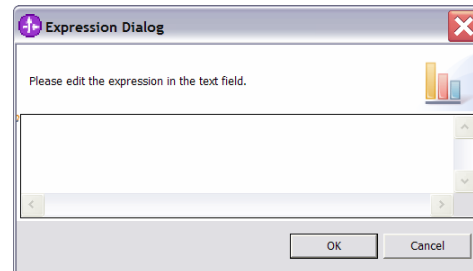 Expression Dialog
Please edit the expression in the text field.
OK Cancel